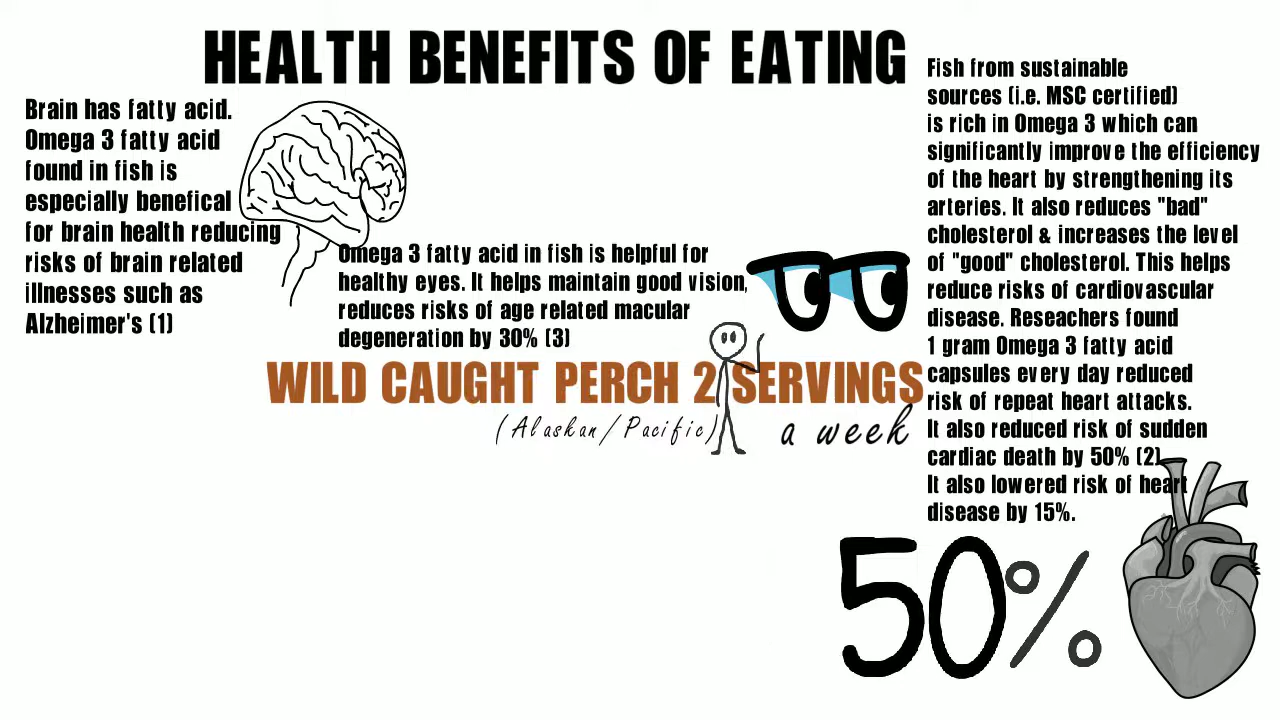 HEALTH BENEFITS OF EATING
Brain has fatty acid.
Omega 3 fatty acid
found in fish is
especially benefical
for brain health reducing
risks of brain related
illnesses such as
Alzheimer's (1)
Omega 3 fatty acid in fish is helpful for
healthy eyes. It helps maintain good vision,
reduces risks of age related macular
degeneration by 30% (3)
WILD CAUGHT PERCH 2 SERVINGS
(Alaskan/Pacific)
a week
Fish from sustainable
sources (i.e. MSC certified)
is rich in Omega 3 which can
significantly improve the efficiency
of the heart by strengthening its
arteries. It also reduces "bad"
cholesterol & increases the level
of "good" cholesterol. This helps
reduce risks of cardiovascular
disease. Reseachers found
1 gram Omega 3 fatty acid
capsules every day reduced
risk of repeat heart attacks.
It also reduced risk of sudden
cardiac death by 50% (2)
It also lowered risk of heart
disease by 15%.
50%